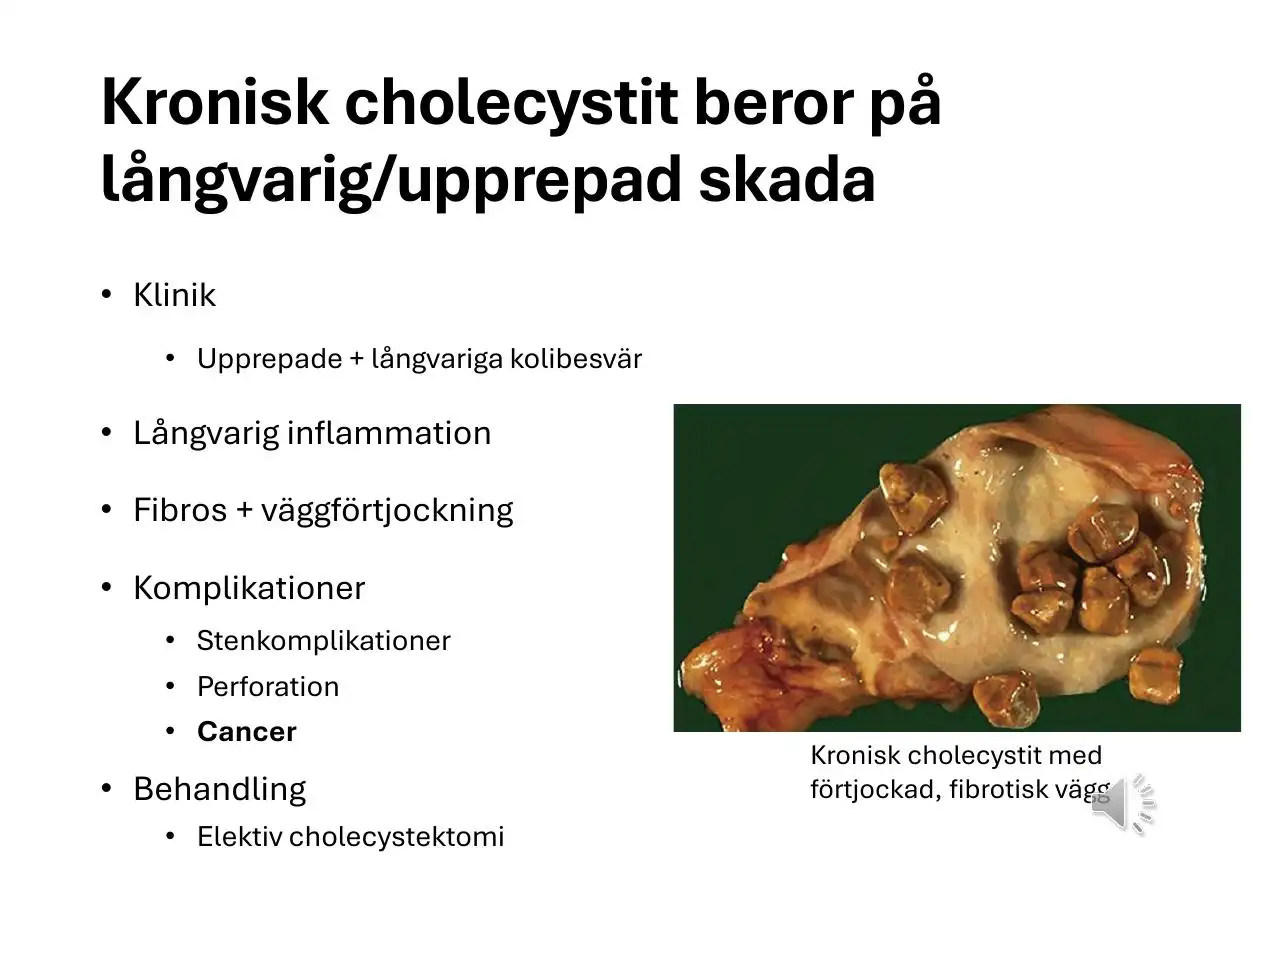 Kronisk cholecystit beror på
långvarig/upprepad skada
• Klinik
• Upprepade + långvariga kolibesvär
• Långvarig inflammation
• Fibros + väggförtjockning
• Komplikationer
• Stenkomplikationer
• Perforation
• Cancer
• Behandling
• Elektiv cholecystektomi
Kronisk cholecystit med
förtjockad, fibrotisk vägg